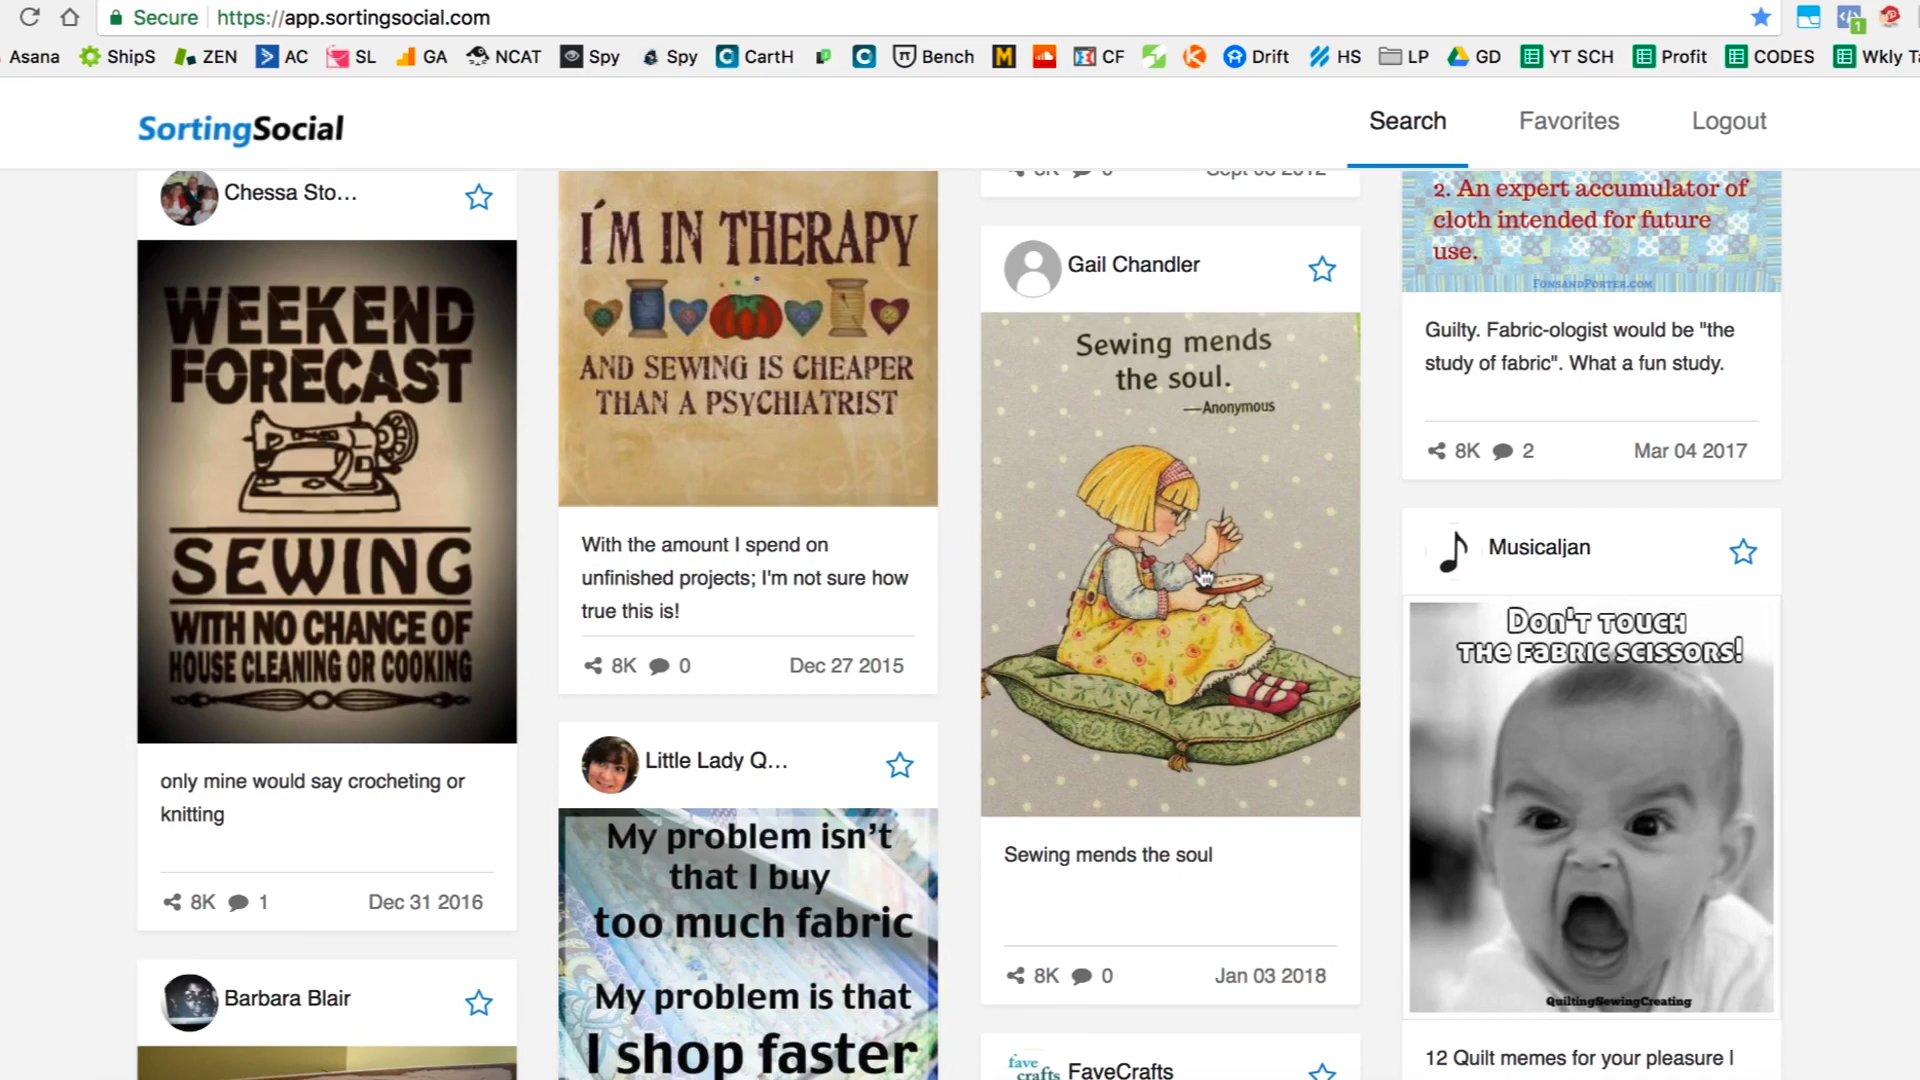 Secure https://app.sortingsocial.com
Asana ShipS ZEN AC SL GA NCAT Spy Spy CartH Bench M CF Drift HS LP GD YT SCH Profit CODES Wkly Ta
SortingSocial
Search Favorites Logout
Chessa Sto...
WEEKEND
FORECAST
SEWING
WITH NO CHANCE OF
HOUSE CLEANING OR COOKING
only mine would say crocheting or
knitting
8K 1 Dec 31 2016
Barbara Blair
I'M IN THERAPY
AND SEWING IS CHEAPER
THAN A PSYCHIATRIST
With the amount I spend on
unfinished projects; I'm not sure how
true this is!
8K 0 Dec 27 2015
Little Lady Q...
My problem isn't
that I buy
too much fabric
My problem is that
I shop faster
Gail Chandler
Sewing mends
the soul.
—Anonymous
Sewing mends the soul
8K 0 Jan 03 2018
fave
crafts
FaveCrafts
2. An expert accumulator of
cloth intended for future
use.
FonsandPorter.com
Guilty. Fabric-ologist would be "the
study of fabric". What a fun study.
8K 2 Mar 04 2017
Musicaljan
Don't touch
the fabric scissors!
QuiltingSewingCreating
12 Quilt memes for your pleasure |